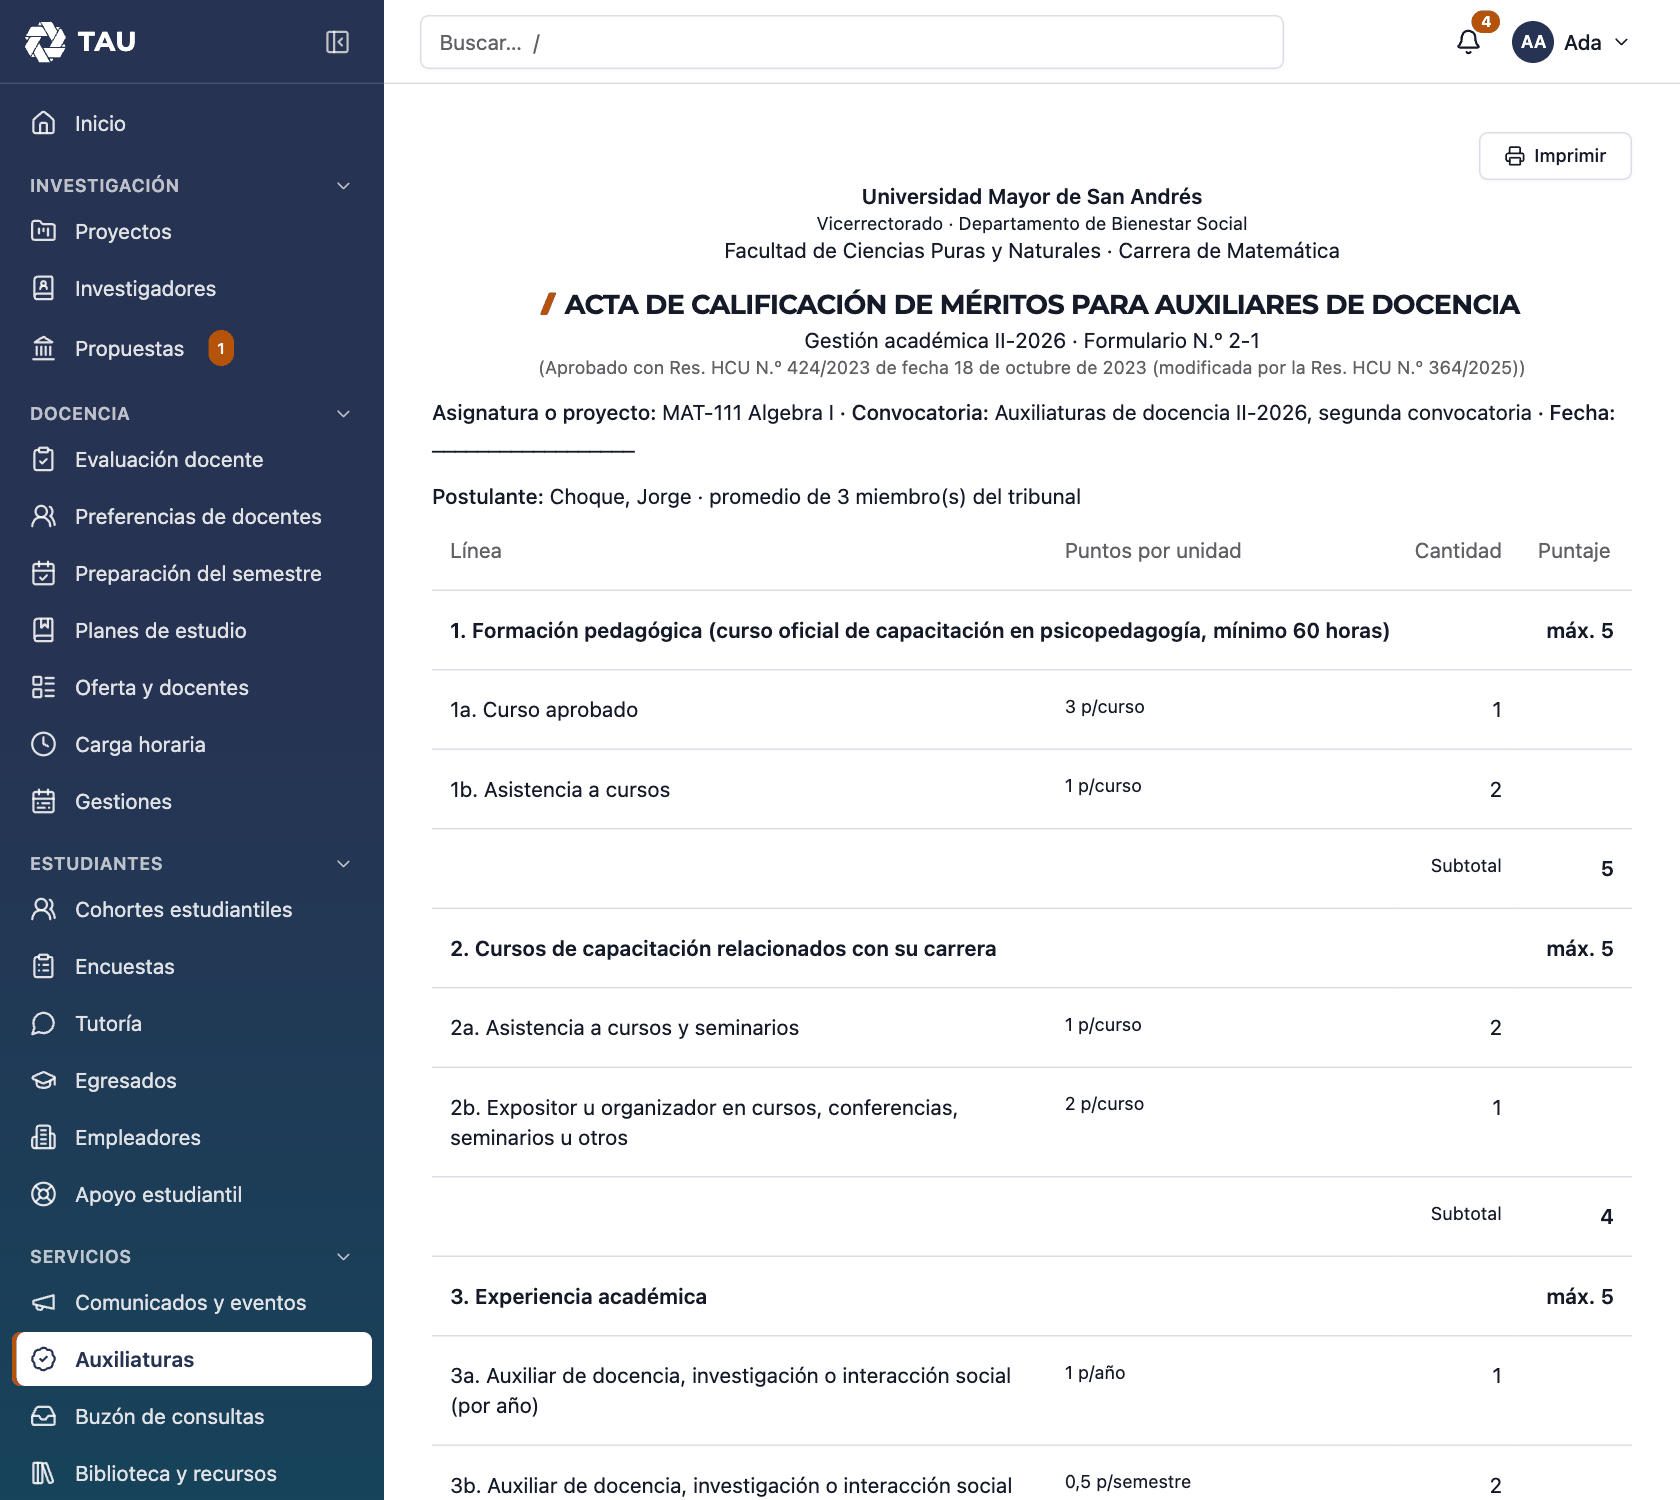 TAU
Buscar... /
4
AA
Ada
Inicio
INVESTIGACIÓN
Proyectos
Investigadores
Propuestas
1
DOCENCIA
Evaluación docente
Preferencias de docentes
Preparación del semestre
Planes de estudio
Oferta y docentes
Carga horaria
Gestiones
ESTUDIANTES
Cohortes estudiantiles
Encuestas
Tutoría
Egresados
Empleadores
Apoyo estudiantil
SERVICIOS
Comunicados y eventos
Auxiliaturas
Buzón de consultas
Biblioteca y recursos
Imprimir
Universidad Mayor de San Andrés
Vicerrectorado · Departamento de Bienestar Social
Facultad de Ciencias Puras y Naturales · Carrera de Matemática
ACTA DE CALIFICACIÓN DE MÉRITOS PARA AUXILIARES DE DOCENCIA
Gestión académica II-2026 · Formulario N.º 2-1
(Aprobado con Res. HCU N.º 424/2023 de fecha 18 de octubre de 2023 (modificada por la Res. HCU N.º 364/2025))
Asignatura o proyecto: MAT-111 Algebra I · Convocatoria: Auxiliaturas de docencia II-2026, segunda convocatoria · Fecha:
__________________
Postulante: Choque, Jorge · promedio de 3 miembro(s) del tribunal
Línea Puntos por unidad Cantidad Puntaje
1. Formación pedagógica (curso oficial de capacitación en psicopedagogía, mínimo 60 horas) máx. 5
1a. Curso aprobado 3 p/curso 1
1b. Asistencia a cursos 1 p/curso 2
Subtotal 5
2. Cursos de capacitación relacionados con su carrera máx. 5
2a. Asistencia a cursos y seminarios 1 p/curso 2
2b. Expositor u organizador en cursos, conferencias, 2 p/curso 1
seminarios u otros
Subtotal 4
3. Experiencia académica máx. 5
3a. Auxiliar de docencia, investigación o interacción social 1 p/año 1
(por año)
3b. Auxiliar de docencia, investigación o interacción social 0,5 p/semestre 2